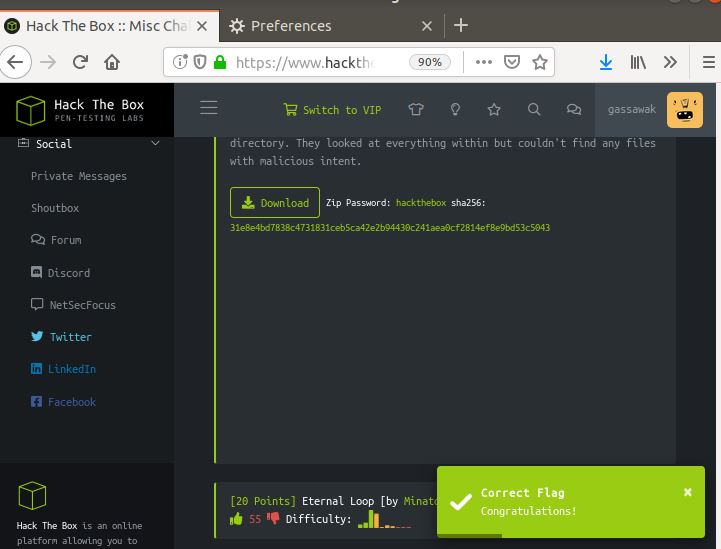 Hack The Box :: Misc Cha
Preferences
https://www.hackthe
90%
Hack The Box
PEN-TESTING LABS
Switch to VIP
gassawak
Social
Private Messages
Shoutbox
Forum
Discord
NetSecFocus
Twitter
LinkedIn
Facebook
directory. They looked at everything within but couldn't find any files
with malicious intent.
Download Zip Password: hackthebox sha256:
31e8e4bd7838c4731831ceb5ca42e2b94430c241aea0cf2814ef8e9bd53c5043
[20 Points] Eternal Loop [by Minato
55 Difficulty:
Correct Flag
Congratulations!
Hack The Box is an online
platform allowing you to